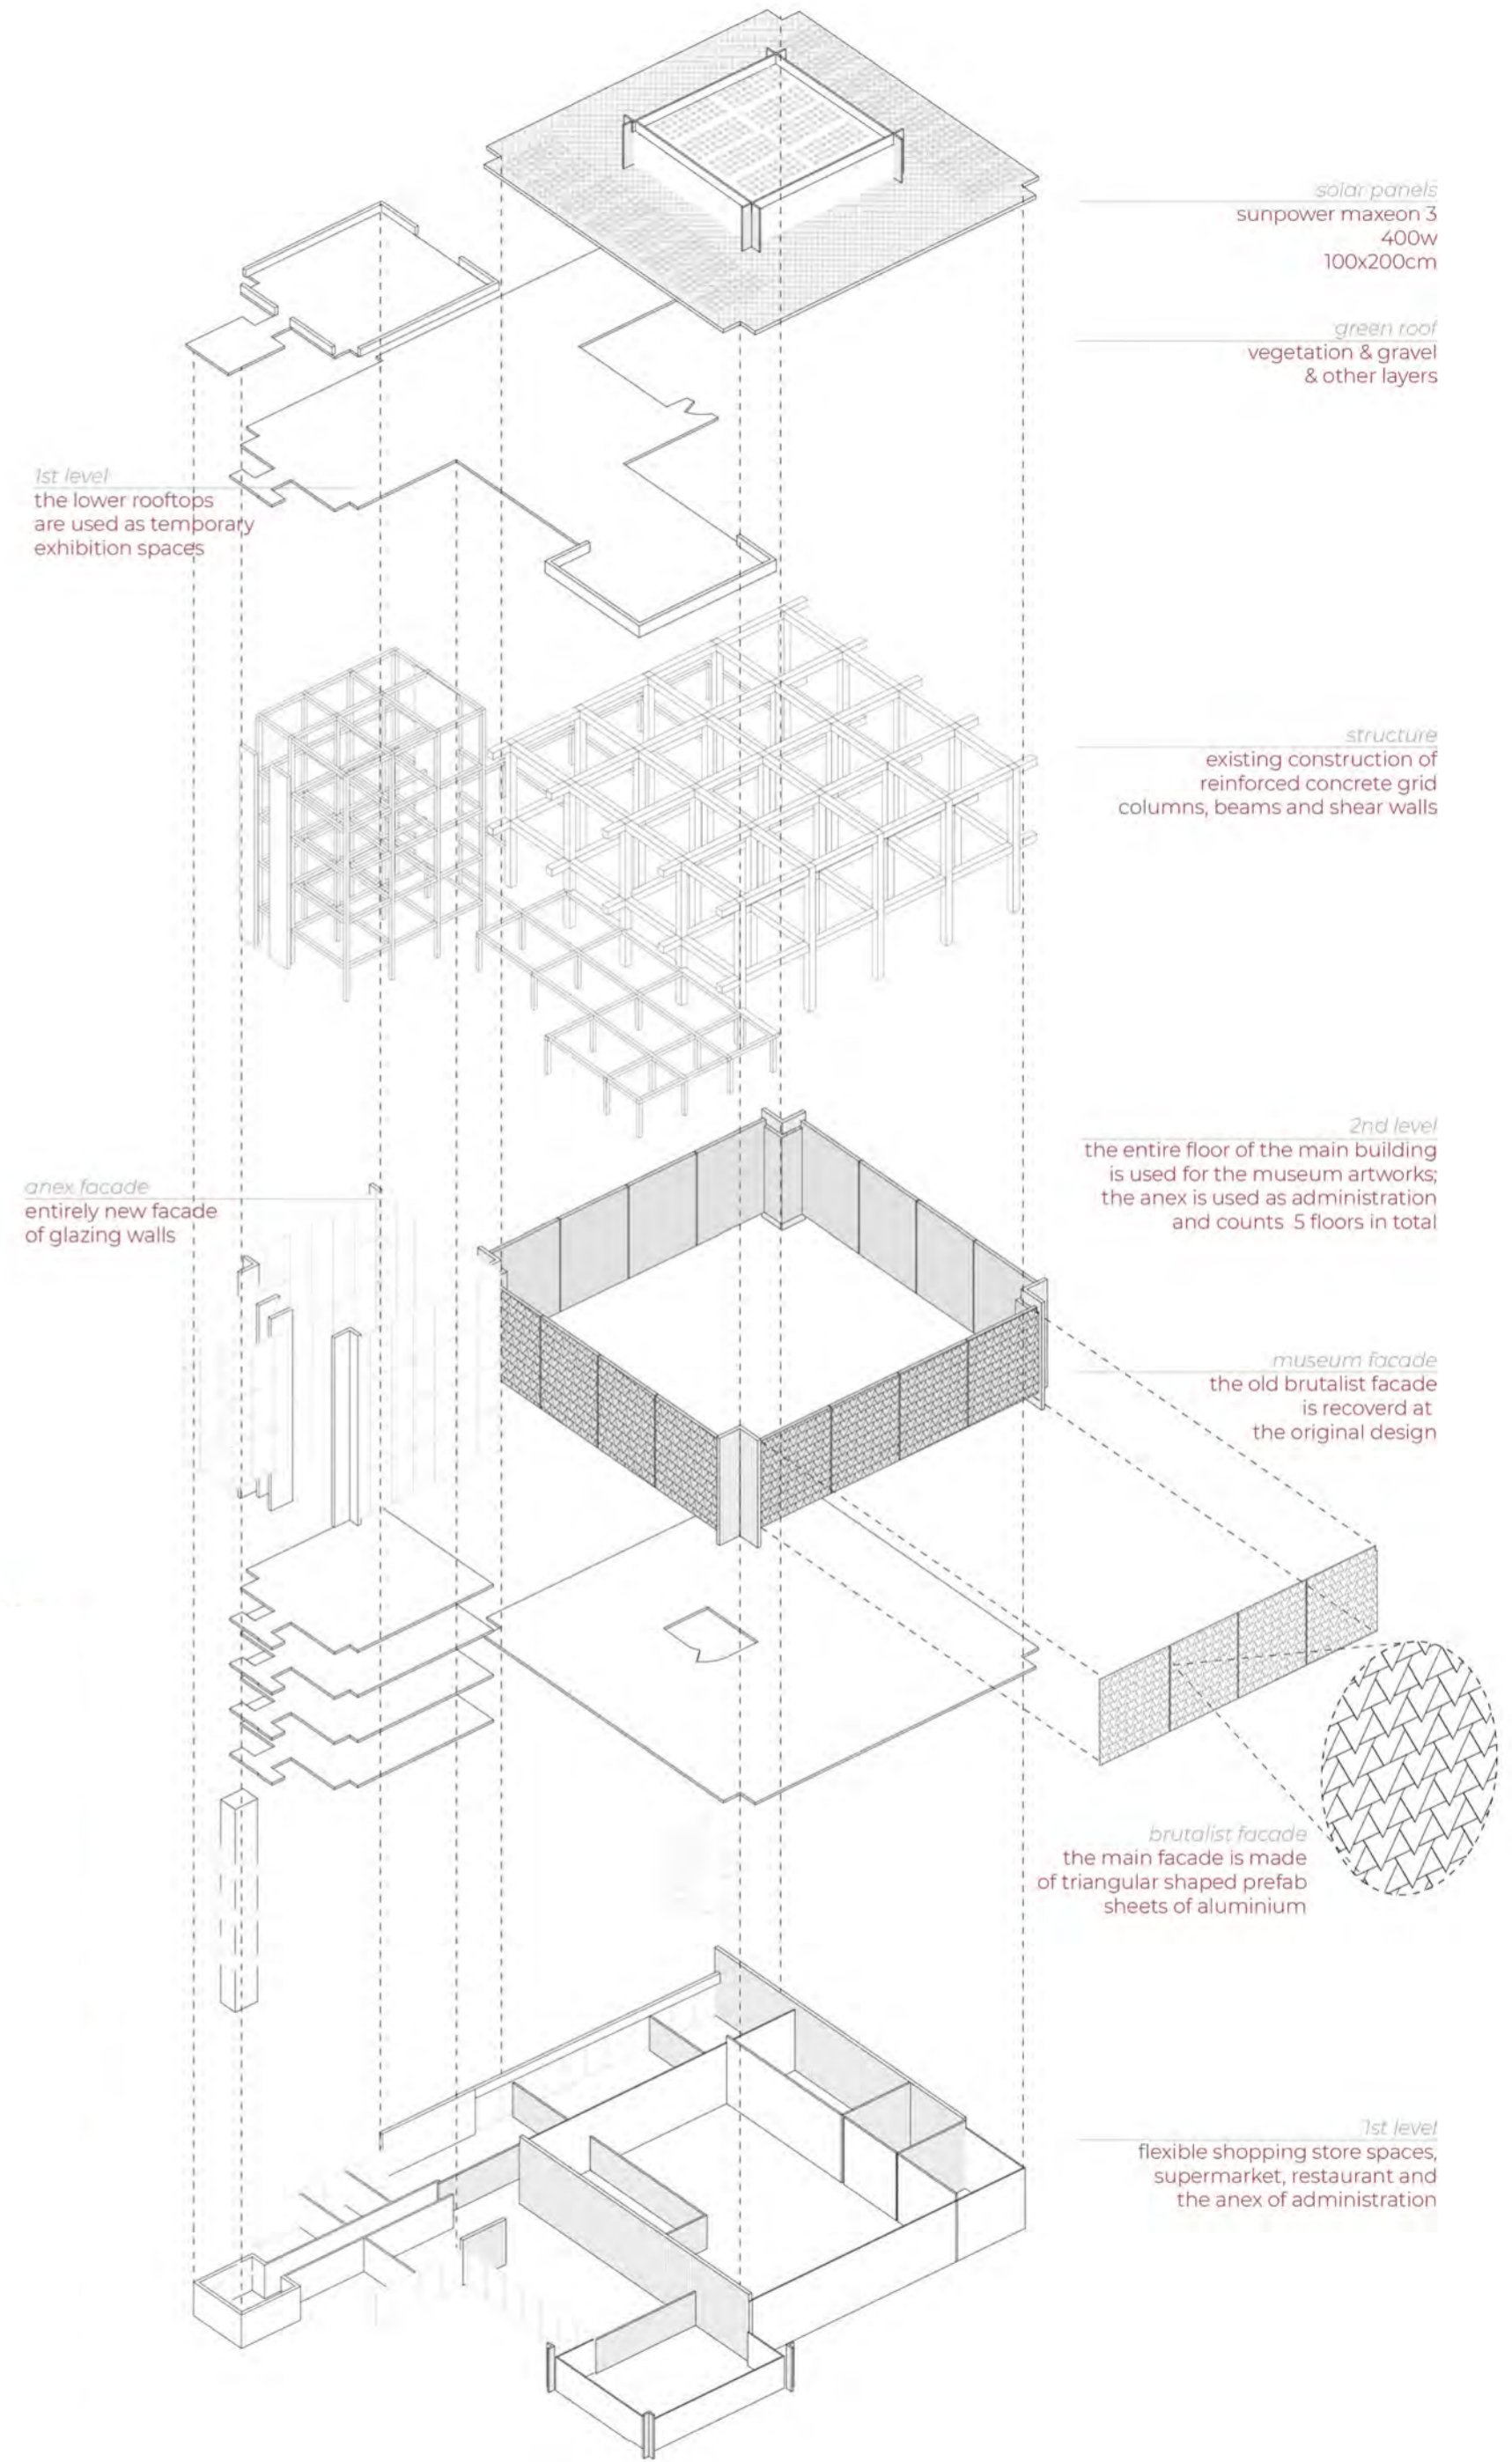 solar panels
sunpower maxeon 3
400w
100x200cm
green roof
vegetation & gravel
& other layers
1st level
the lower rooftops
are used as temporary
exhibition spaces
structure
existing construction of
reinforced concrete grid
columns, beams and shear walls
2nd level
the entire floor of the main building
is used for the museum artworks;
the anex is used as administration
and counts 5 floors in total
anex facade
entirely new facade
of glazing walls
museum facade
the old brutalist facade
is recoverd at
the original design
brutalist facade
the main facade is made
of triangular shaped prefab
sheets of aluminium
1st level
flexible shopping store spaces,
supermarket, restaurant and
the anex of administration